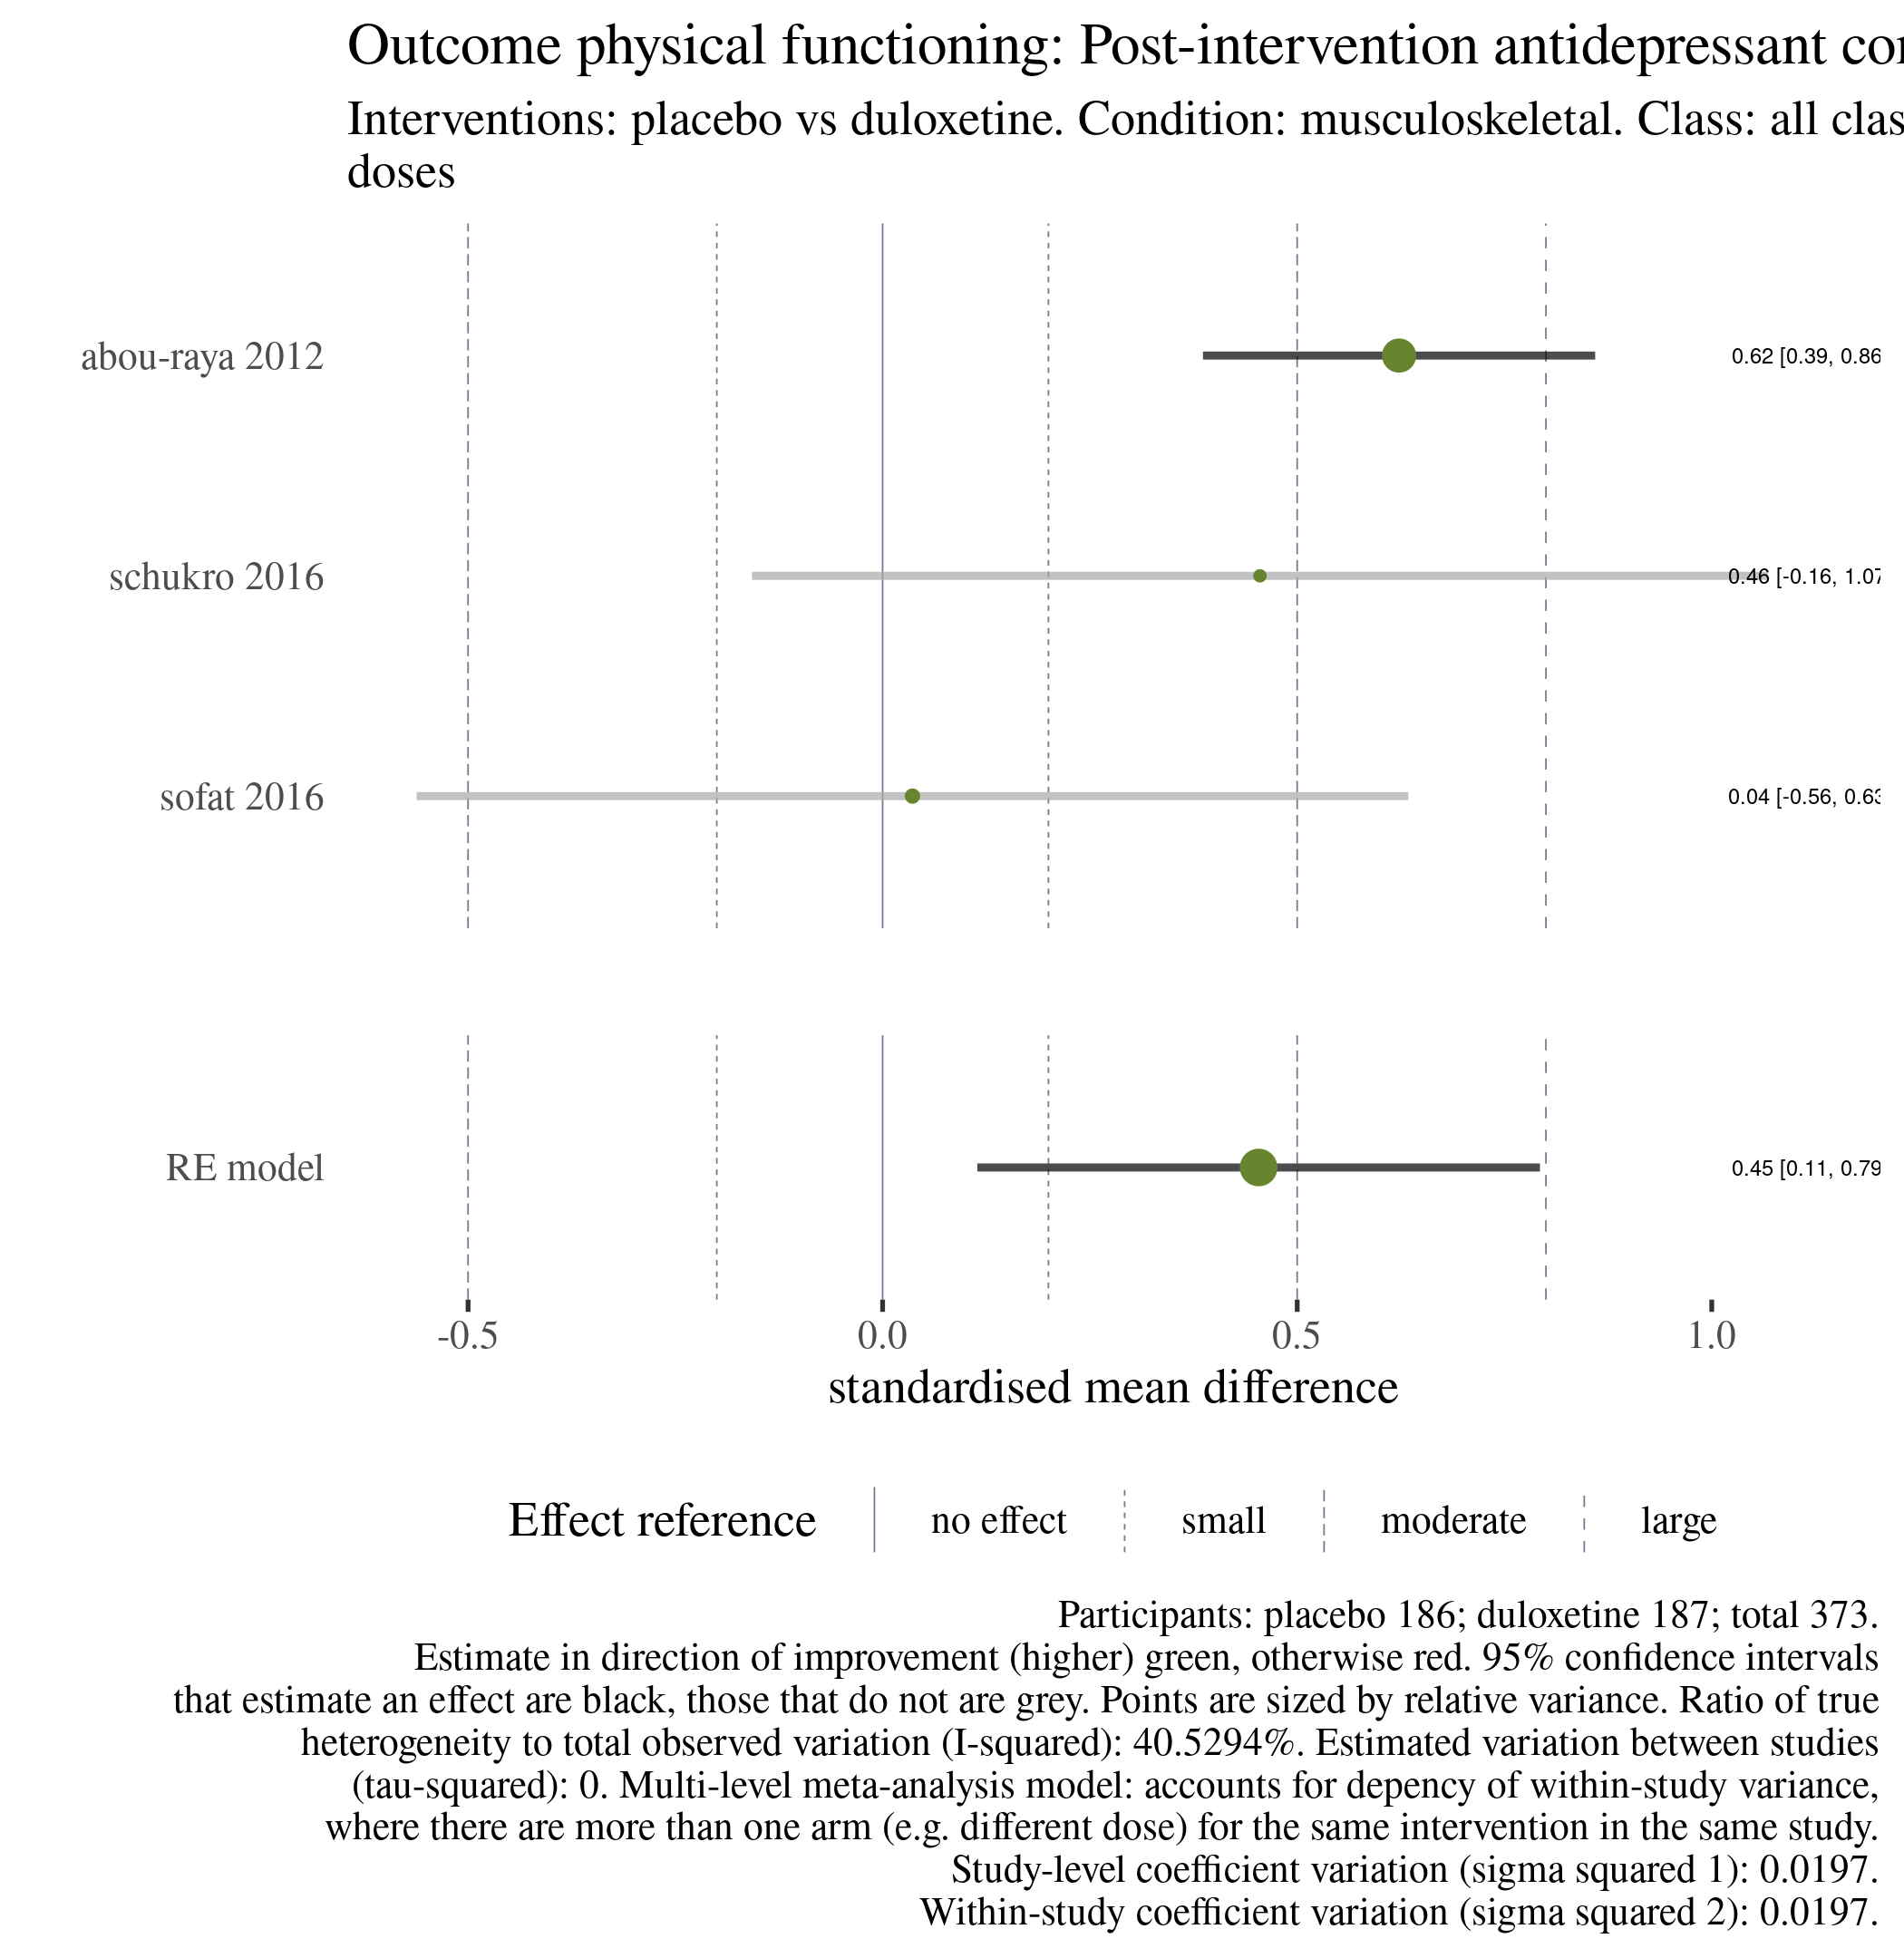 Outcome physical functioning: Post-intervention antidepressant
Interventions: placebo vs duloxetine. Condition: musculoskeletal. Class: all
doses
abou-raya 2012
0.62 [0.39, 0.86
schukro 2016
0.46 [-0.16, 1.07
sofat 2016
0.04 [-0.56, 0.63
RE model
0.45 [0.11, 0.79
-0.5 0.0 0.5 1.0
standardised mean difference
Effect reference no effect small moderate large
Participants: placebo 186; duloxetine 187; total 373.
Estimate in direction of improvement (higher) green, otherwise red. 95% confidence intervals
that estimate an effect are black, those that do not are grey. Points are sized by relative variance. Ratio of true
heterogeneity to total observed variation (I-squared): 40.5294%. Estimated variation between studies
(tau-squared): 0. Multi-level meta-analysis model: accounts for depency of within-study variance,
where there are more than one arm (e.g. different dose) for the same intervention in the same study.
Study-level coefficient variation (sigma squared 1): 0.0197.
Within-study coefficient variation (sigma squared 2): 0.0197.